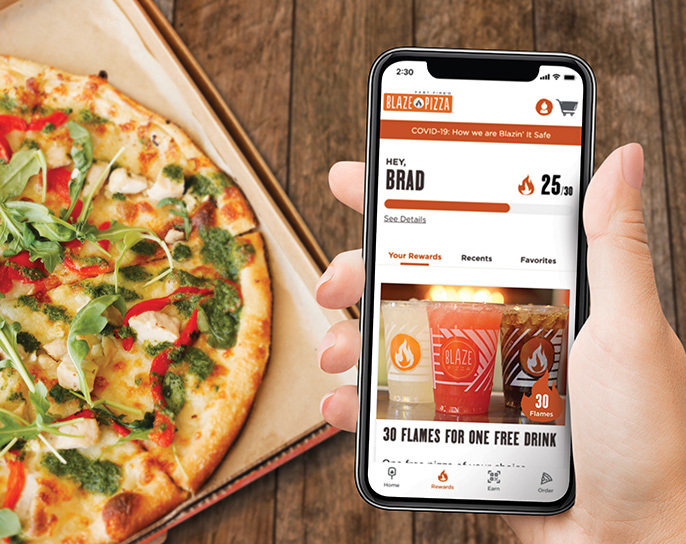 2:30
FAST-FIRE'D
BLAZE PIZZA
COVID-19: How we are Blazin' It Safe
HEY,
BRAD
25/30
See Details
Your Rewards Recents Favorites
BLAZE
PIZZA
30
Flames
30 FLAMES FOR ONE FREE DRINK
One free pizza of your choice
Home Rewards Earn Order